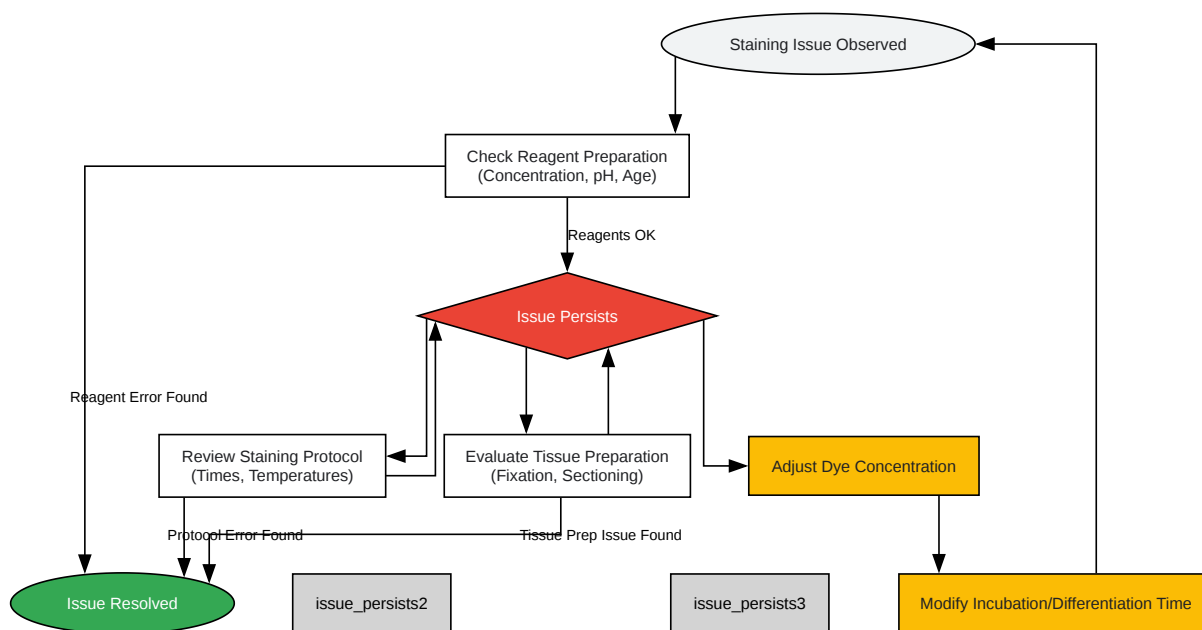 Staining Issue Observed
Check Reagent Preparation
(Concentration, pH, Age)
Reagents OK
Issue Persists
Reagent Error Found
Review Staining Protocol
(Times, Temperatures)
Evaluate Tissue Preparation
(Fixation, Sectioning)
Adjust Dye Concentration
Protocol Error Found
Tissue Prep Issue Found
Issue Resolved
issue_persists2
issue_persists3
Modify Incubation/Differentiation Time